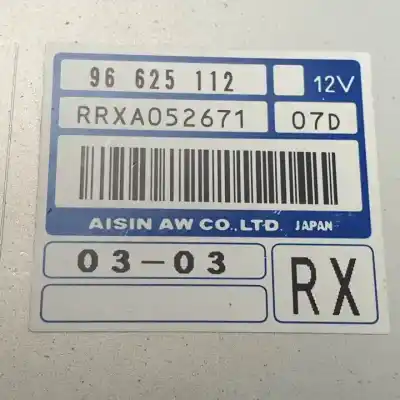 96 625 112 12V
RRXA052671 07D
AISIN AW CO.,LTD. JAPAN
03-03
RX